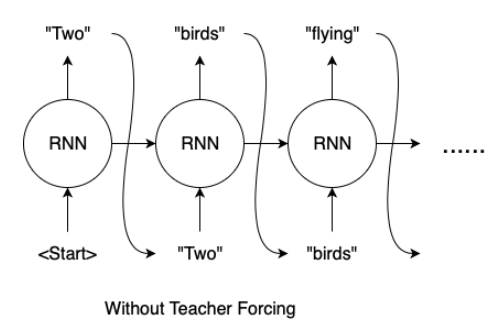 "Two" "birds" "flying"
RNN RNN RNN ......
<Start> "Two" "birds"
Without Teacher Forcing